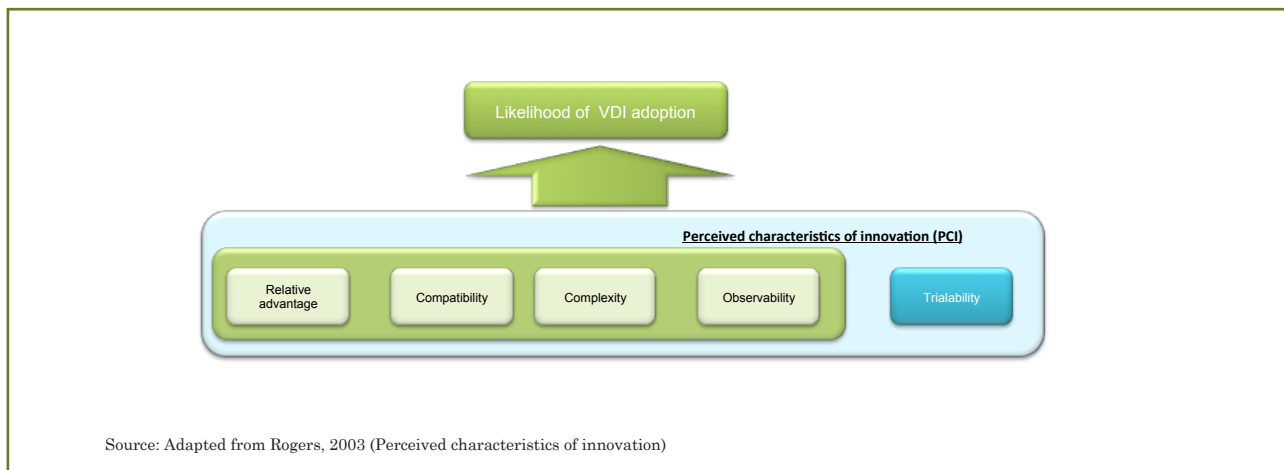 Likelihood of VDI adoption
Perceived characteristics of innovation (PCI)
Relative
advantage
Compatibility
Complexity
Observability
Trialability
Source: Adapted from Rogers, 2003 (Perceived characteristics of innovation)